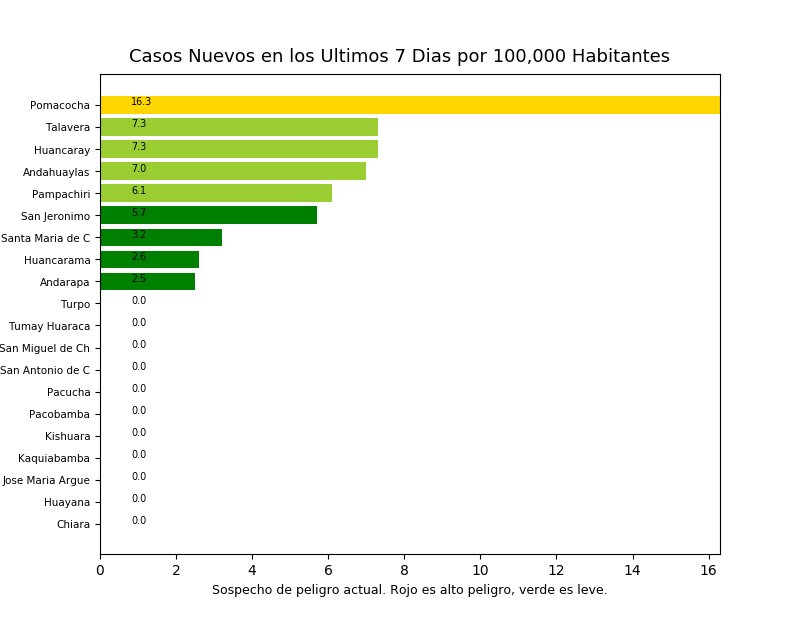 Casos Nuevos en los Ultimos 7 Dias por 100,000 Habitantes
Pomacocha 16.3
Talavera 7.3
Huancaray 7.3
Andahuaylas 7.0
Pampachiri 6.1
San Jeronimo 5.7
Santa Maria de C 3.2
Huancarama 2.6
Andarapa 2.5
Turpo 0.0
Tumay Huaraca 0.0
San Miguel de Ch 0.0
San Antonio de C 0.0
Pacucha 0.0
Pacobamba 0.0
Kishuara 0.0
Kaquiabamba 0.0
Jose Maria Argue 0.0
Huayana 0.0
Chiara 0.0
0 2 4 6 8 10 12 14 16
Sospecho de peligro actual. Rojo es alto peligro, verde es leve.